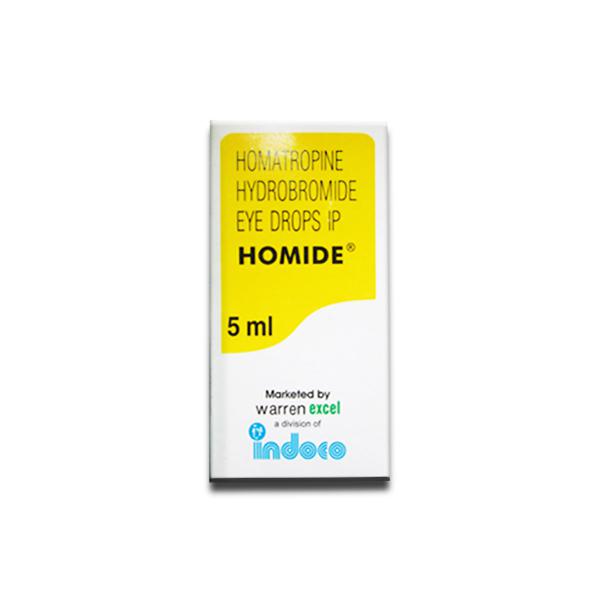 HOMATROPINE
HYDROBROMIDE
EYE DROPS IP
HOMIDE®
5 ml
Marketed by
warren excel
a division of
indoco